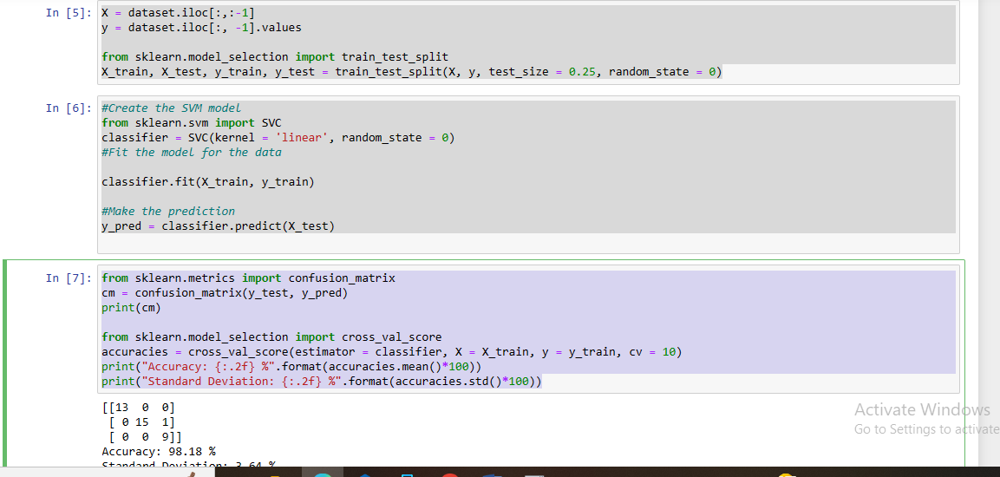 In [5]: X = dataset.iloc[:,:-1]
y = dataset.iloc[:, -1].values
from sklearn.model_selection import train_test_split
X_train, X_test, y_train, y_test = train_test_split(X, y, test_size = 0.25, random_state = 0)
In [6]: #Create the SVM model
from sklearn.svm import SVC
classifier = SVC(kernel = 'linear', random_state = 0)
#Fit the model for the data
classifier.fit(X_train, y_train)
#Make the prediction
y_pred = classifier.predict(X_test)
In [7]: from sklearn.metrics import confusion_matrix
cm = confusion_matrix(y_test, y_pred)
print(cm)
from sklearn.model_selection import cross_val_score
accuracies = cross_val_score(estimator = classifier, X = X_train, y = y_train, cv = 10)
print("Accuracy: {:.2f} %".format(accuracies.mean()*100))
print("Standard Deviation: {:.2f} %".format(accuracies.std()*100))
[[13 0 0]
[ 0 15 1]
[ 0 0 9]]
Accuracy: 98.18 %
Standard Deviation: 3.64 %
Activate Windows
Go to Settings to activate